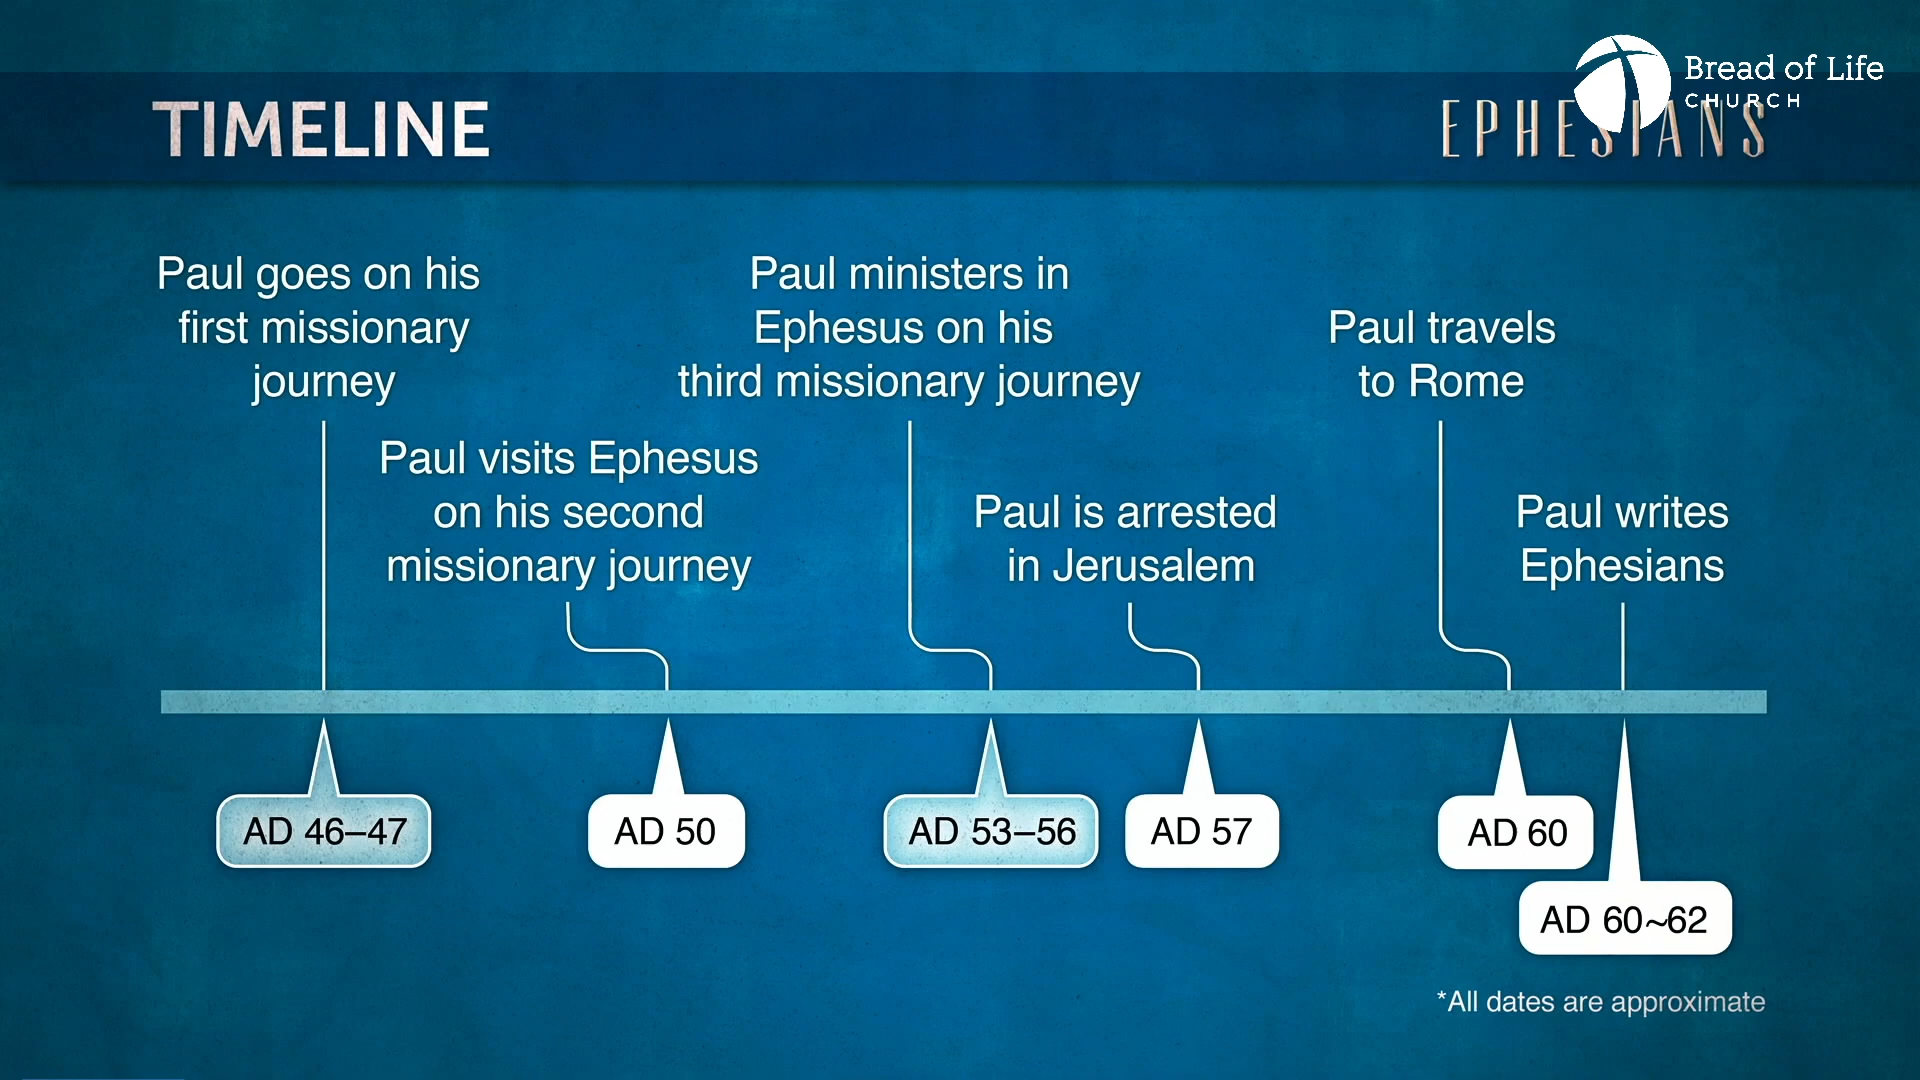 Bread of Life
CHURCH
TIMELINE
EPHESIANS
Paul goes on his
first missionary
journey
Paul visits Ephesus
on his second
missionary journey
Paul ministers in
Ephesus on his
third missionary journey
Paul is arrested
in Jerusalem
Paul travels
to Rome
Paul writes
Ephesians
AD 46–47
AD 50
AD 53–56
AD 57
AD 60
AD 60~62
*All dates are approximate